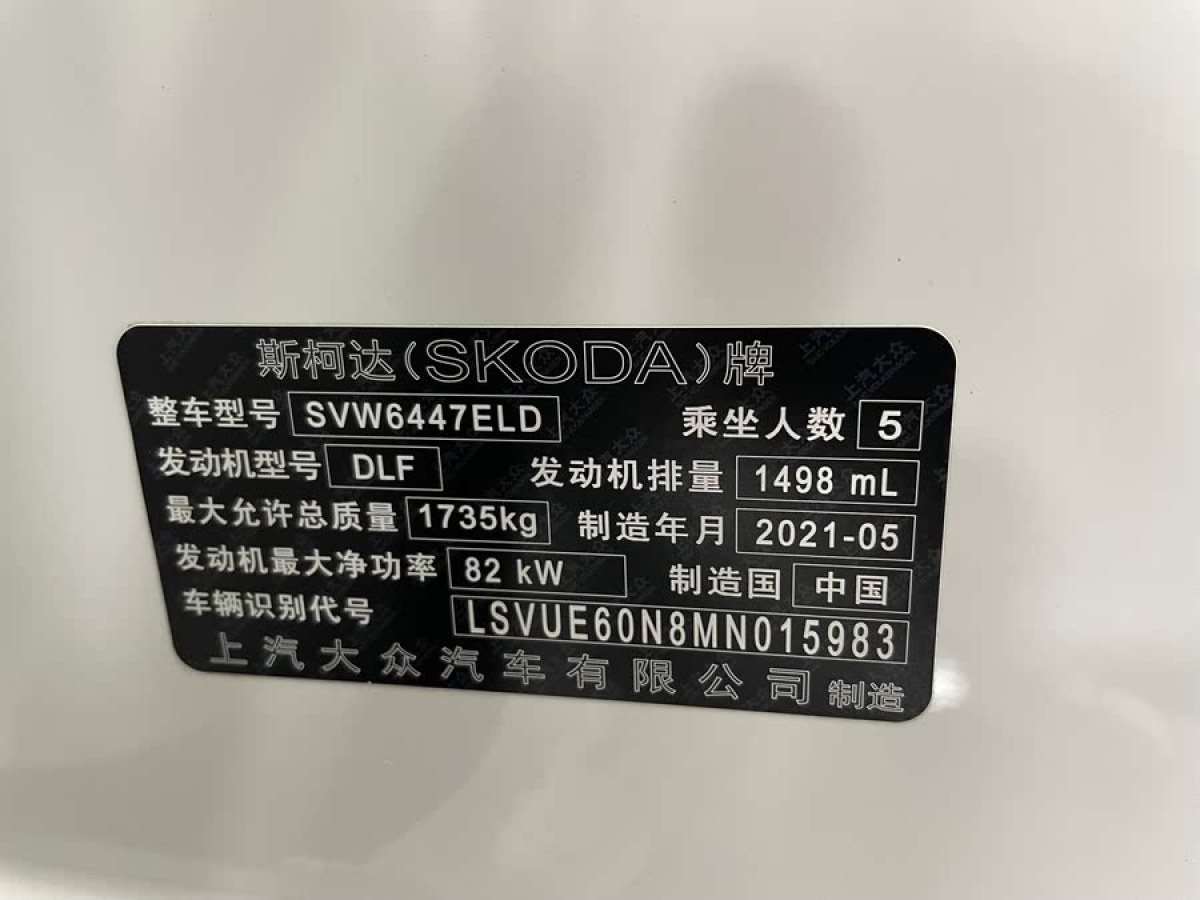 斯柯达(SKODA)牌
整车型号 SVW6447ELD 乘坐人数 5
发动机型号 DLF 发动机排量 1498 mL
最大允许总质量 1735kg 制造年月 2021-05
发动机最大净功率 82 kW 制造国 中国
车辆识别代号 LSVUE60N8MN015983
上汽大众汽车有限公司 制造